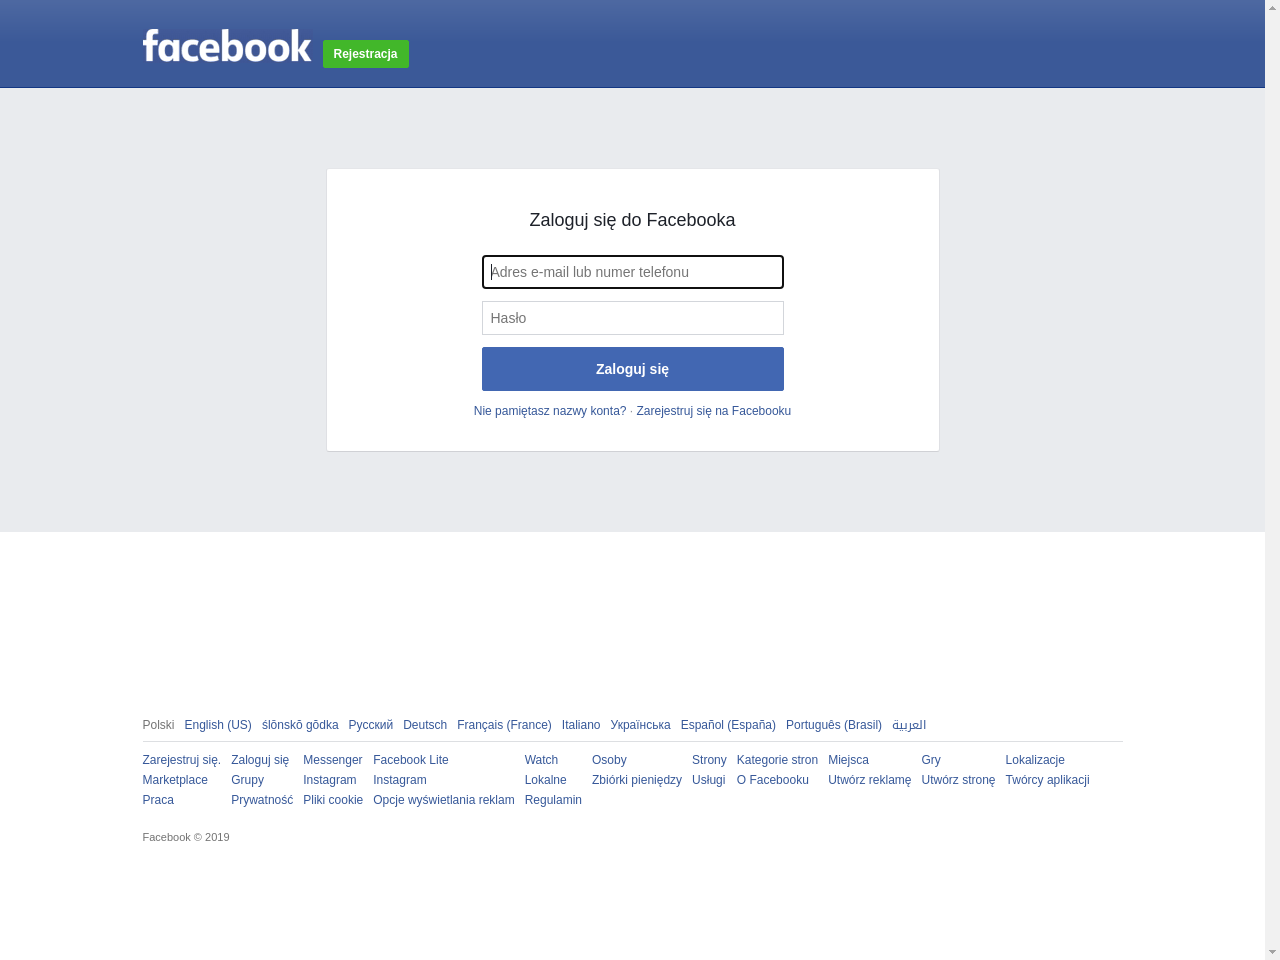 facebook Rejestracja
Zaloguj się do Facebooka
Adres e-mail lub numer telefonu
Hasło
Zaloguj się
Nie pamiętasz nazwy konta? · Zarejestruj się na Facebooku
Polski English (US) ślōnskŏ gŏdka Русский Deutsch Français (France) Italiano Українська Español (España) Português (Brasil) العربية
Zarejestruj się. Zaloguj się Messenger Facebook Lite Watch Osoby Strony Kategorie stron Miejsca Gry Lokalizacje
Marketplace Grupy Instagram Instagram Lokalne Zbiórki pieniędzy Usługi O Facebooku Utwórz reklamę Utwórz stronę Twórcy aplikacji
Praca Prywatność Pliki cookie Opcje wyświetlania reklam Regulamin
Facebook © 2019